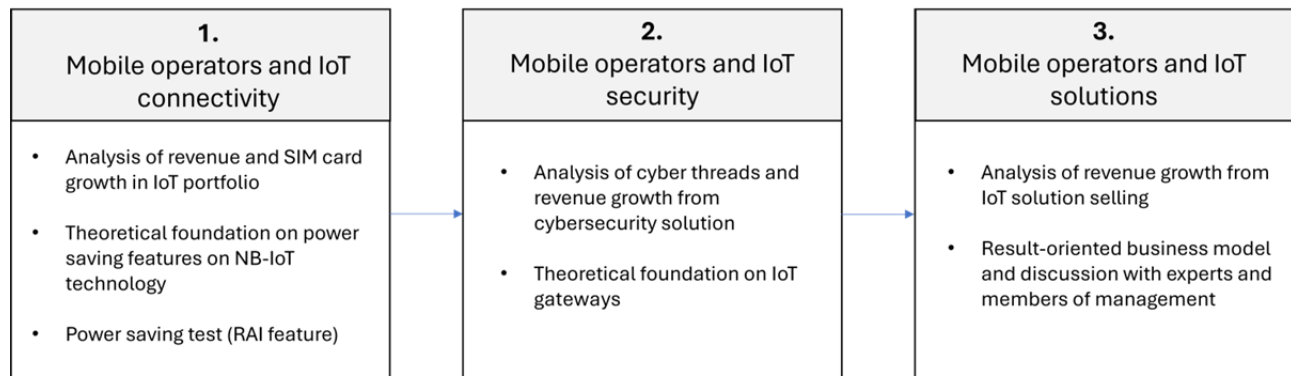 1.
Mobile operators and IoT
connectivity
• Analysis of revenue and SIM card
growth in IoT portfolio
• Theoretical foundation on power
saving features on NB-IoT
technology
• Power saving test (RAI feature)
2.
Mobile operators and IoT
security
• Analysis of cyber threads and
revenue growth from
cybersecurity solution
• Theoretical foundation on IoT
gateways
3.
Mobile operators and IoT
solutions
• Analysis of revenue growth from
IoT solution selling
• Result-oriented business model
and discussion with experts and
members of management